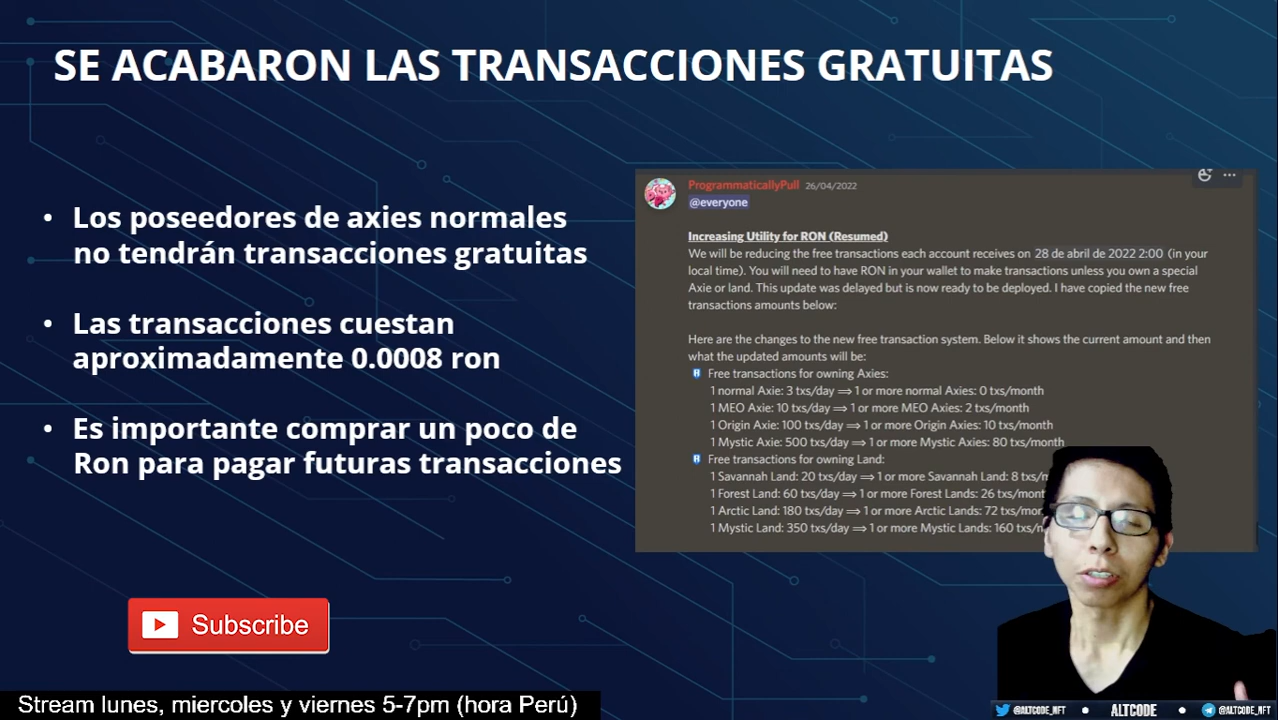 SE ACABARON LAS TRANSACCIONES GRATUITAS
• Los poseedores de axies normales
no tendrán transacciones gratuitas
• Las transacciones cuestan
aproximadamente 0.0008 ron
• Es importante comprar un poco de
Ron para pagar futuras transacciones
ProgrammaticallyPull 26/04/2022
@everyone
Increasing Utility for RON (Resumed)
We will be reducing the free transactions each account receives on 28 de abril de 2022 2:00 (in your
local time). You will need to have RON in your wallet to make transactions unless you own a special
Axie or land. This update was delayed but is now ready to be deployed. I have copied the new free
transactions amounts below:
Here are the changes to the new free transaction system. Below it shows the current amount and then
what the updated amounts will be:
Free transactions for owning Axies:
1 normal Axie: 3 txs/day ⟹ 1 or more normal Axies: 0 txs/month
1 MEO Axie: 10 txs/day ⟹ 1 or more MEO Axies: 2 txs/month
1 Origin Axie: 100 txs/day ⟹ 1 or more Origin Axies: 10 txs/month
1 Mystic Axie: 500 txs/day ⟹ 1 or more Mystic Axies: 80 txs/month
Free transactions for owning Land:
1 Savannah Land: 20 txs/day ⟹ 1 or more Savannah Land: 8 txs/m
1 Forest Land: 60 txs/day ⟹ 1 or more Forest Lands: 26 txs/mont
1 Arctic Land: 180 txs/day ⟹ 1 or more Arctic Lands: 72 txs/mor
1 Mystic Land: 350 txs/day ⟹ 1 or more Mystic Lands: 160 txs/
Subscribe
Stream lunes, miercoles y viernes 5-7pm (hora Perú)
@ALTCODE_NFT • ALTCODE • @ALTCODE_NFT